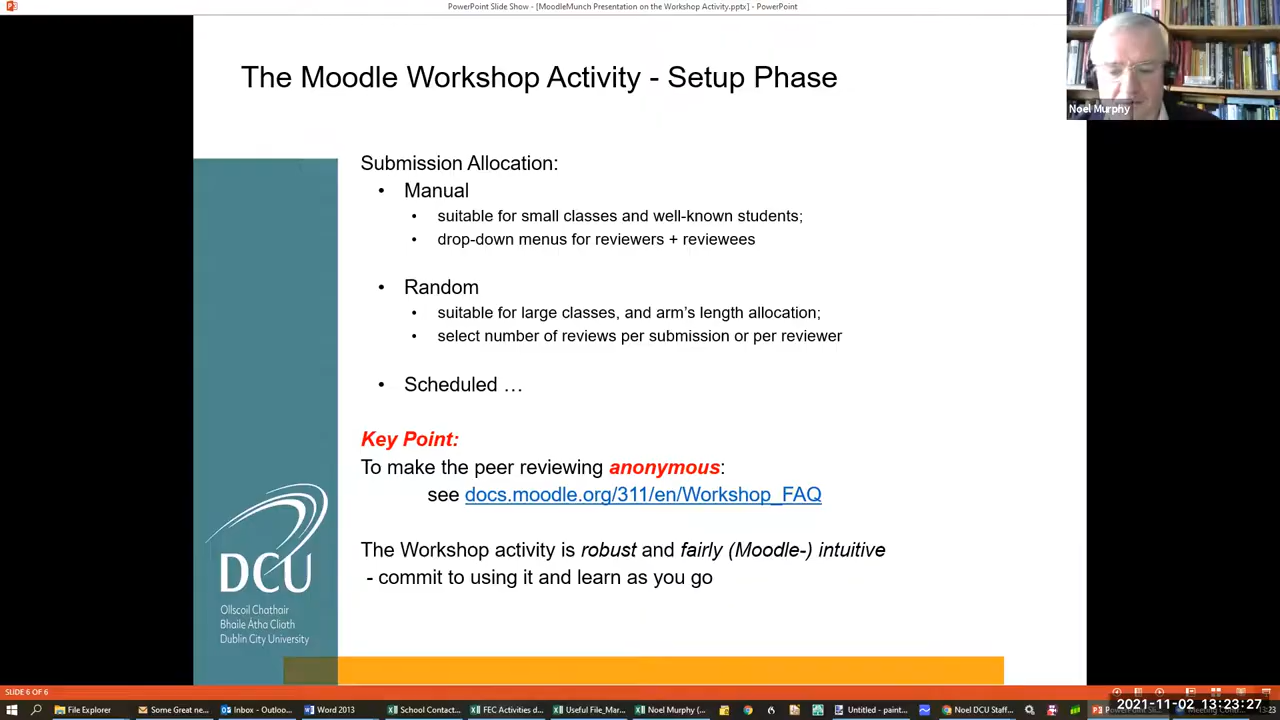 PowerPoint Slide Show - [MoodleMunch Presentation on the Workshop Activity.pptx] - PowerPoint
Noel Murphy
The Moodle Workshop Activity - Setup Phase
Submission Allocation:
• Manual
• suitable for small classes and well-known students;
• drop-down menus for reviewers + reviewees
• Random
• suitable for large classes, and arm's length allocation;
• select number of reviews per submission or per reviewer
• Scheduled …
Key Point:
To make the peer reviewing anonymous:
see docs.moodle.org/311/en/Workshop_FAQ
The Workshop activity is robust and fairly (Moodle-) intuitive
- commit to using it and learn as you go
DCU
Ollscoil Chathair
Bhaile Átha Cliath
Dublin City University
SLIDE 6 OF 6
File Explorer
Some Great ne...
Inbox - Outloo...
Word 2013
School Contact...
FEC Activities d...
Useful File_Mar...
Noel Murphy (...
Untitled - paint...
Noel DCU Staff...
2021-11-02 13:23:27